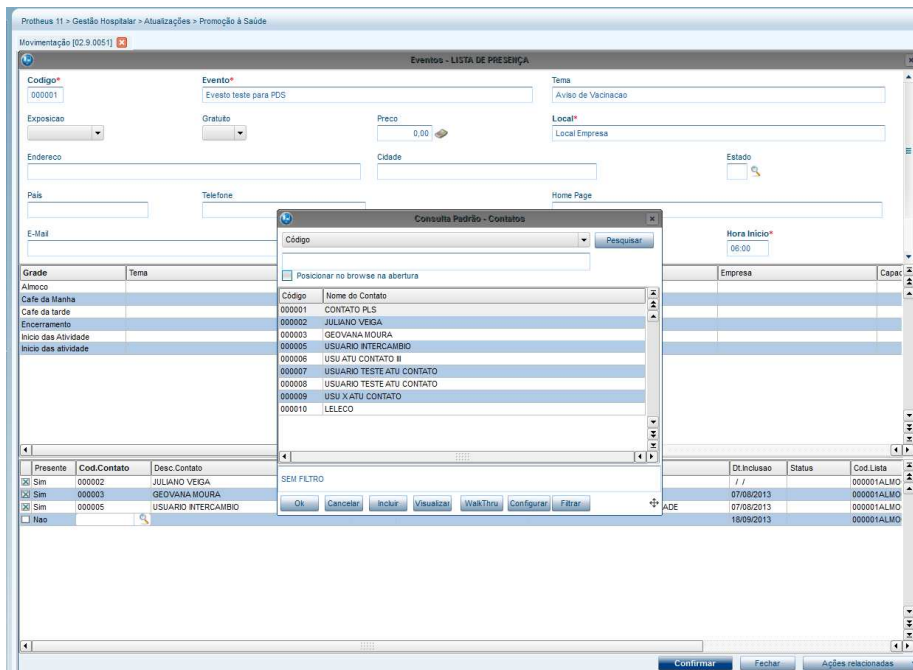 Protheus 11 > Gestão Hospitalar > Atualizações > Promoção à Saúde
Movimentação [02.9.0051]
Eventos - LISTA DE PRESENÇA
Codigo* Evento* Tema
000001 Evesto teste para PDS Aviso de Vacinacao
Exposicao Gratuito Preco Local*
0,00 Local Empresa
Endereco Cidade Estado
País Telefone Home Page
E-Mail Hora Início*
06:00
Consulta Padrão - Contatos
Código Pesquisar
Posicionar no browse na abertura
Código Nome do Contato
000001 CONTATO PLS
000002 JULIANO VEIGA
000003 GEOVANA MOURA
000005 USUARIO INTERCAMBIO
000006 USU ATU CONTATO III
000007 USUARIO TESTE ATU CONTATO
000008 USUARIO TESTE ATU CONTATO
000009 USU X ATU CONTATO
000010 LELECO
SEM FILTRO
Ok Cancelar Incluir Visualizar WalkThru Configurar Filtrar
Grade Tema Empresa Capac
Almoco
Cafe da Manha
Cafe da tarde
Encerramento
Inicio das Atividade
Inicio das atividade
Presente Cod.Contato Desc.Contato Dt.Inclusao Status Cod.Lista
Sim 000002 JULIANO VEIGA / / 000001ALMO
Sim 000003 GEOVANA MOURA 07/08/2013 000001ALMO
Sim 000005 USUARIO INTERCAMBIO ADE 07/08/2013 000001ALMO
Nao 18/09/2013 000001ALMO
Confirmar Fechar Ações relacionadas